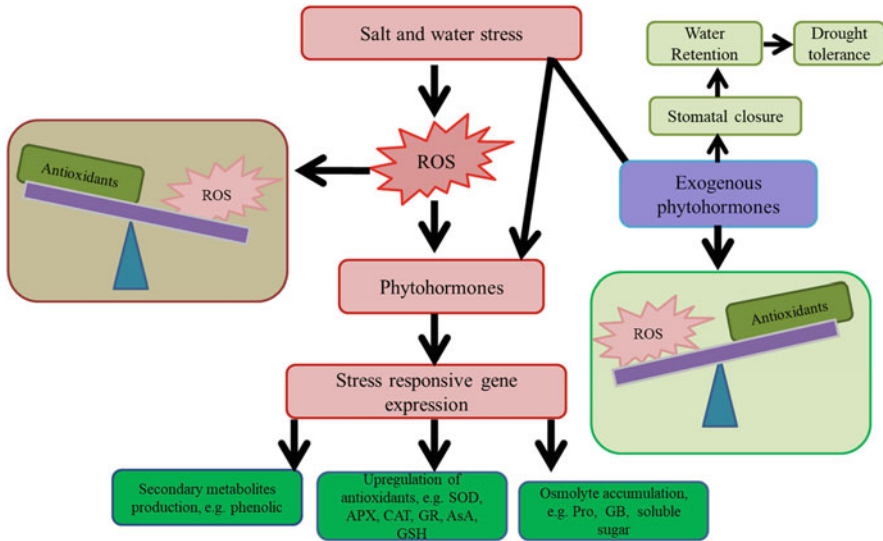 Salt and water stress
Water
Retention
Drought
tolerance
Stomatal closure
Antioxidants
ROS
ROS
Exogenous
phytohormones
Phytohormones
ROS
Antioxidants
Stress responsive gene
expression
Secondary metabolites
production, e.g. phenolic
Upregulation of
antioxidants, e.g. SOD,
APX, CAT, GR, AsA,
GSH
Osmolyte accumulation,
e.g. Pro, GB, soluble
sugar